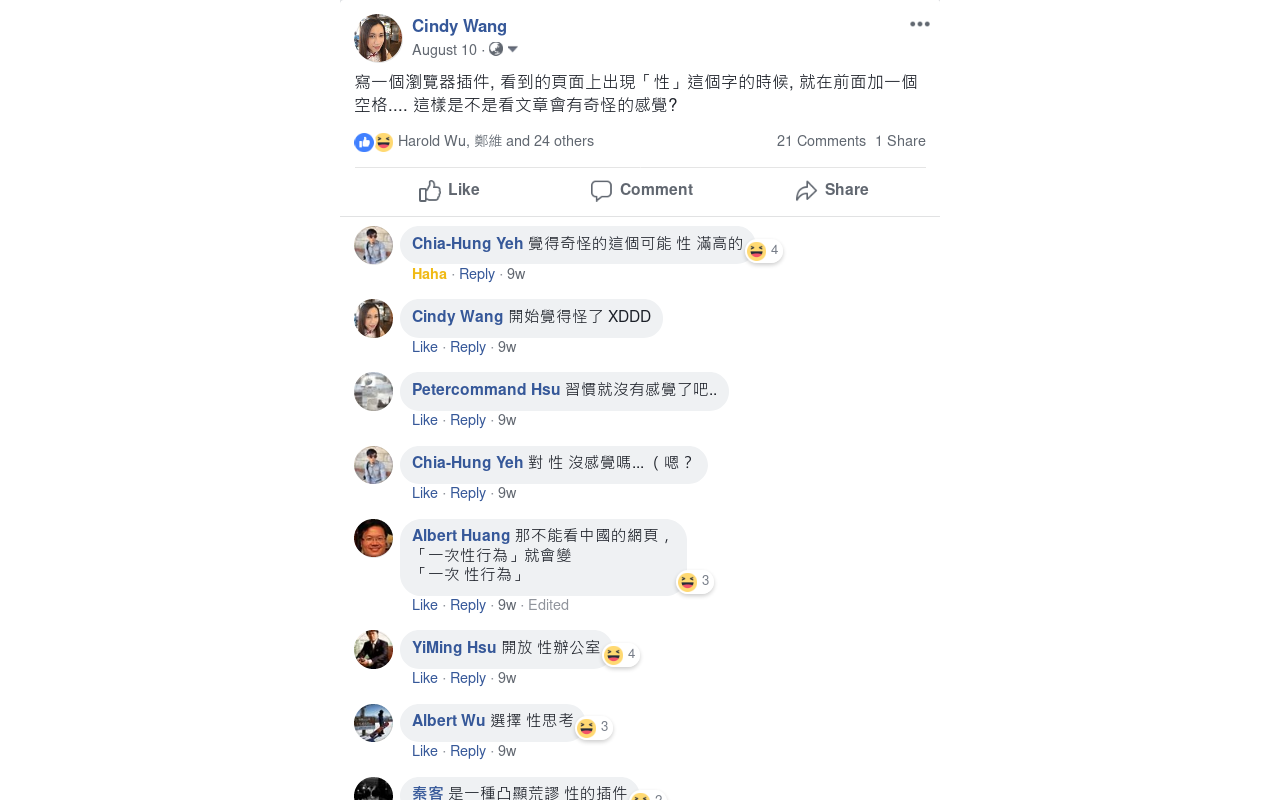 Cindy Wang
August 10 ·
寫一個瀏覽器插件, 看到的頁面上出現「性」這個字的時候, 就在前面加一個
空格.... 這樣是不是看文章會有奇怪的感覺?
Harold Wu, 鄭維 and 24 others 21 Comments 1 Share
Like Comment Share
Chia-Hung Yeh 覺得奇怪的這個可能 性 滿高的 4
Haha · Reply · 9w
Cindy Wang 開始覺得怪了 XDDD
Like · Reply · 9w
Petercommand Hsu 習慣就沒有感覺了吧..
Like · Reply · 9w
Chia-Hung Yeh 對 性 沒感覺嗎... （ 嗯？
Like · Reply · 9w
Albert Huang 那不能看中國的網頁，
「一次性行為」就會變
「一次 性行為」 3
Like · Reply · 9w · Edited
YiMing Hsu 開放 性辦公室 4
Like · Reply · 9w
Albert Wu 選擇 性思考 3
Like · Reply · 9w
秦客 是一種凸顯荒謬 性的插件 2